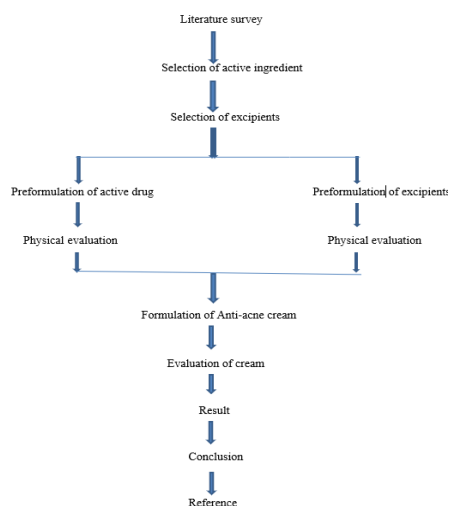 Literature survey
Selection of active ingredient
Selection of excipients
Preformulation of active drug
Preformulation of excipients
Physical evaluation
Physical evaluation
Formulation of Anti-acne cream
Evaluation of cream
Result
Conclusion
Reference